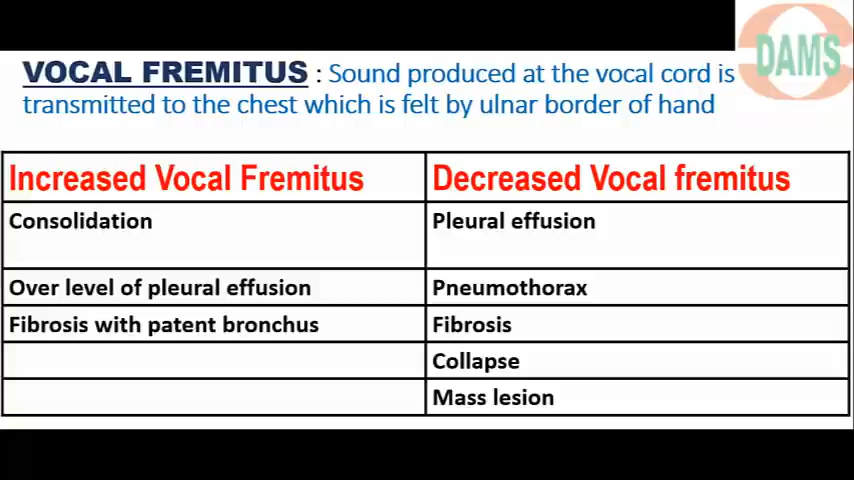 DAMS
VOCAL FREMITUS : Sound produced at the vocal cord is
transmitted to the chest which is felt by ulnar border of hand
Increased Vocal Fremitus Decreased Vocal fremitus
Consolidation Pleural effusion
Over level of pleural effusion Pneumothorax
Fibrosis with patent bronchus Fibrosis
Collapse
Mass lesion